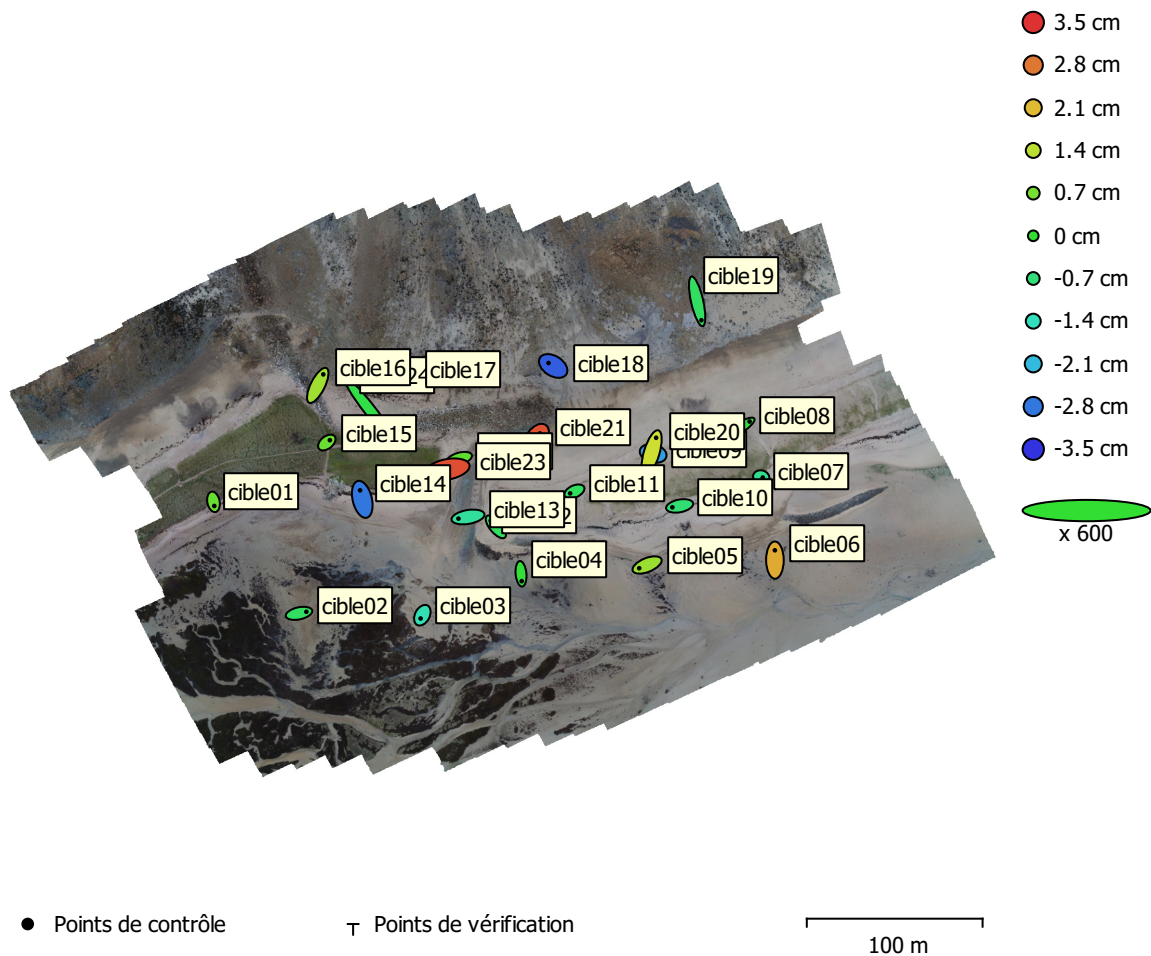 3.5 cm
2.8 cm
2.1 cm
1.4 cm
0.7 cm
0 cm
-0.7 cm
-1.4 cm
-2.1 cm
-2.8 cm
-3.5 cm
x 600
cible19
cible16
cible17
cible18
cible08
cible21
cible20
cible09
cible15
cible23
cible07
cible14
cible11
cible01
cible10
cible13
cible06
cible04
cible05
cible02
cible03
Points de contrôle
Points de vérification
100 m